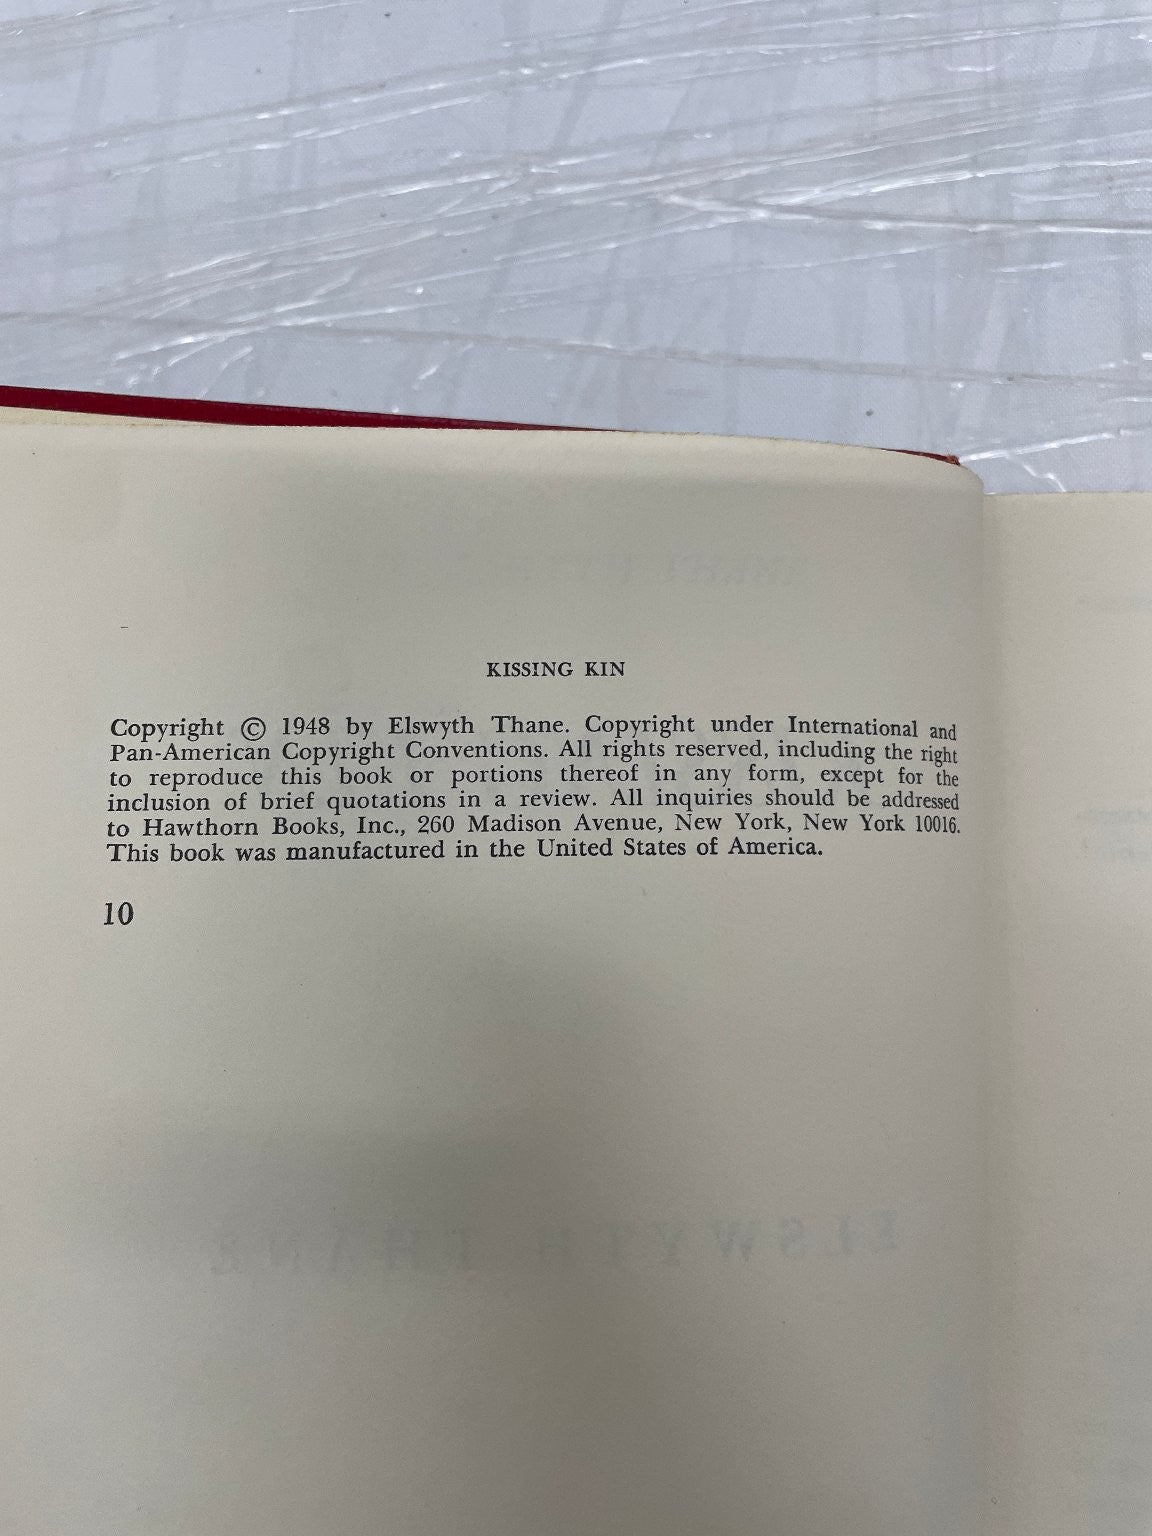 KISSING KIN
Copyright © 1948 by Elswyth Thane. Copyright under International and
Pan-American Copyright Conventions. All rights reserved, including the right
to reproduce this book or portions thereof in any form, except for the
inclusion of brief quotations in a review. All inquiries should be addressed
to Hawthorn Books, Inc., 260 Madison Avenue, New York, New York 10016.
This book was manufactured in the United States of America.
10
ELSWYTH THANE